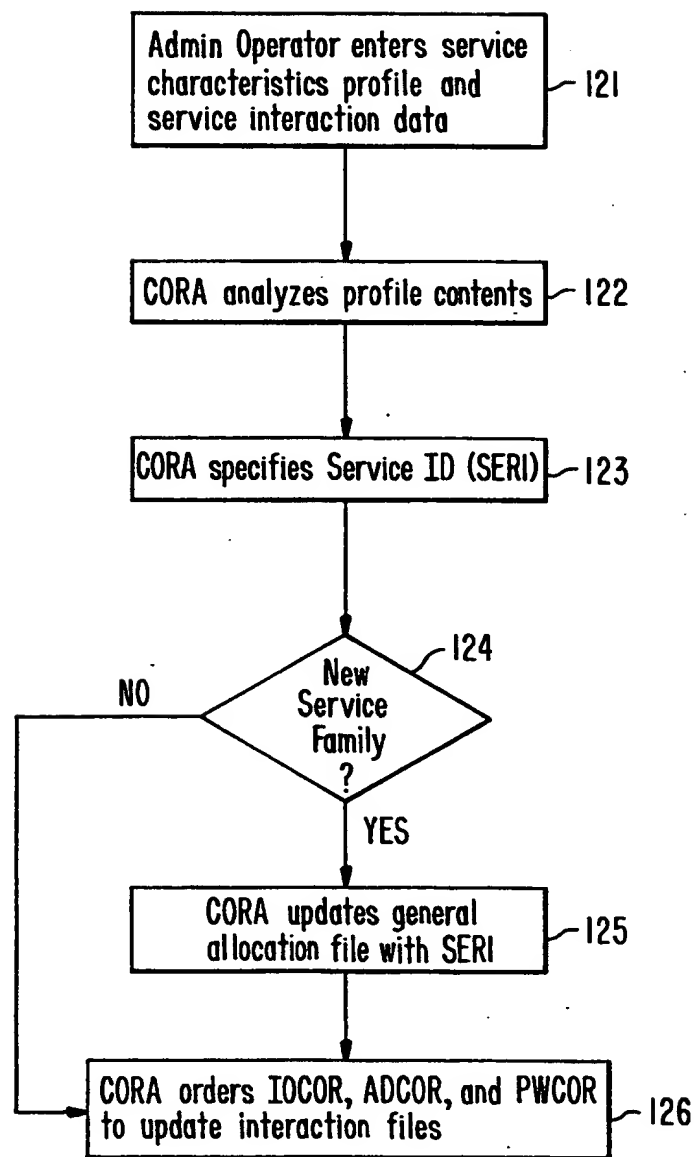 Admin Operator enters service
characteristics profile and
service interaction data
121
CORA analyzes profile contents
122
CORA specifies Service ID (SERI)
123
124
New
Service
Family
?
NO
YES
CORA updates general
allocation file with SERI
125
CORA orders IOCOR, ADCOR, and PWCOR
to update interaction files
126